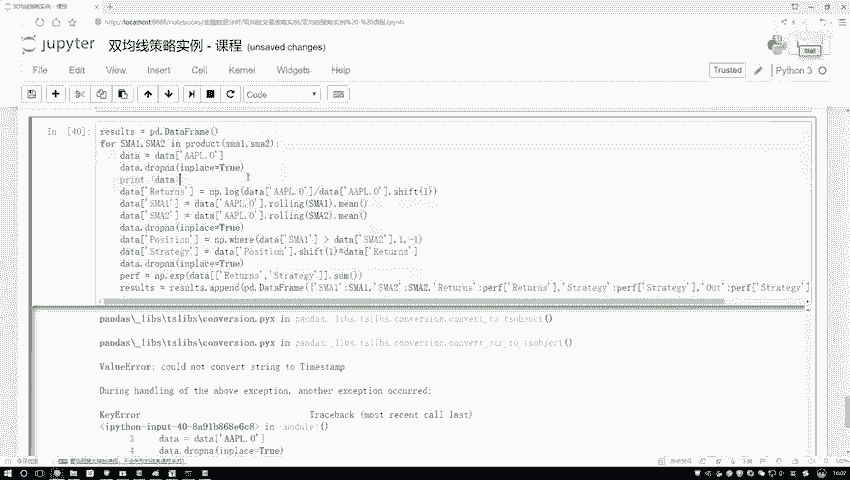 jupyter 双均线策略实例 - 课程 (unsaved changes)
Python 3
File Edit View Insert Cell Kernel Widgets Help
Trusted
Python 3
Code
In [40]:
results = pd.DataFrame()
for SMA1,SMA2 in product(sma1,sma2):
data = data['AAPL.O']
data.dropna(inplace=True)
print (data)
data['Returns'] = np.log(data['AAPL.O']/data['AAPL.O'].shift(1))
data['SMA1'] = data['AAPL.O'].rolling(SMA1).mean()
data['SMA2'] = data['AAPL.O'].rolling(SMA2).mean()
data.dropna(inplace=True)
data['Position'] = np.where(data['SMA1'] > data['SMA2'],1,-1)
data['Strategy'] = data['Position'].shift(1)*data['Returns']
data.dropna(inplace=True)
perf = np.exp(data[['Returns','Strategy']].sum())
results = results.append(pd.DataFrame({'SMA1':SMA1,'SMA2':SMA2,'Returns':perf['Returns'],'Strategy':perf['Strategy'],'Out':perf['Strategy']
pandas\_libs\tslibs\conversion.pyx in pandas._libs.tslibs.conversion.convert_to_tsobject()
pandas\_libs\tslibs\conversion.pyx in pandas._libs.tslibs.conversion.convert_str_to_tsobject()
ValueError: could not convert string to Timestamp
During handling of the above exception, another exception occurred:
KeyError Traceback (most recent call last)
<ipython-input-40-8a91b868e6c8> in <module>()
3 data = data['AAPL.O']
4 data.dropna(inplace=True)
16:07